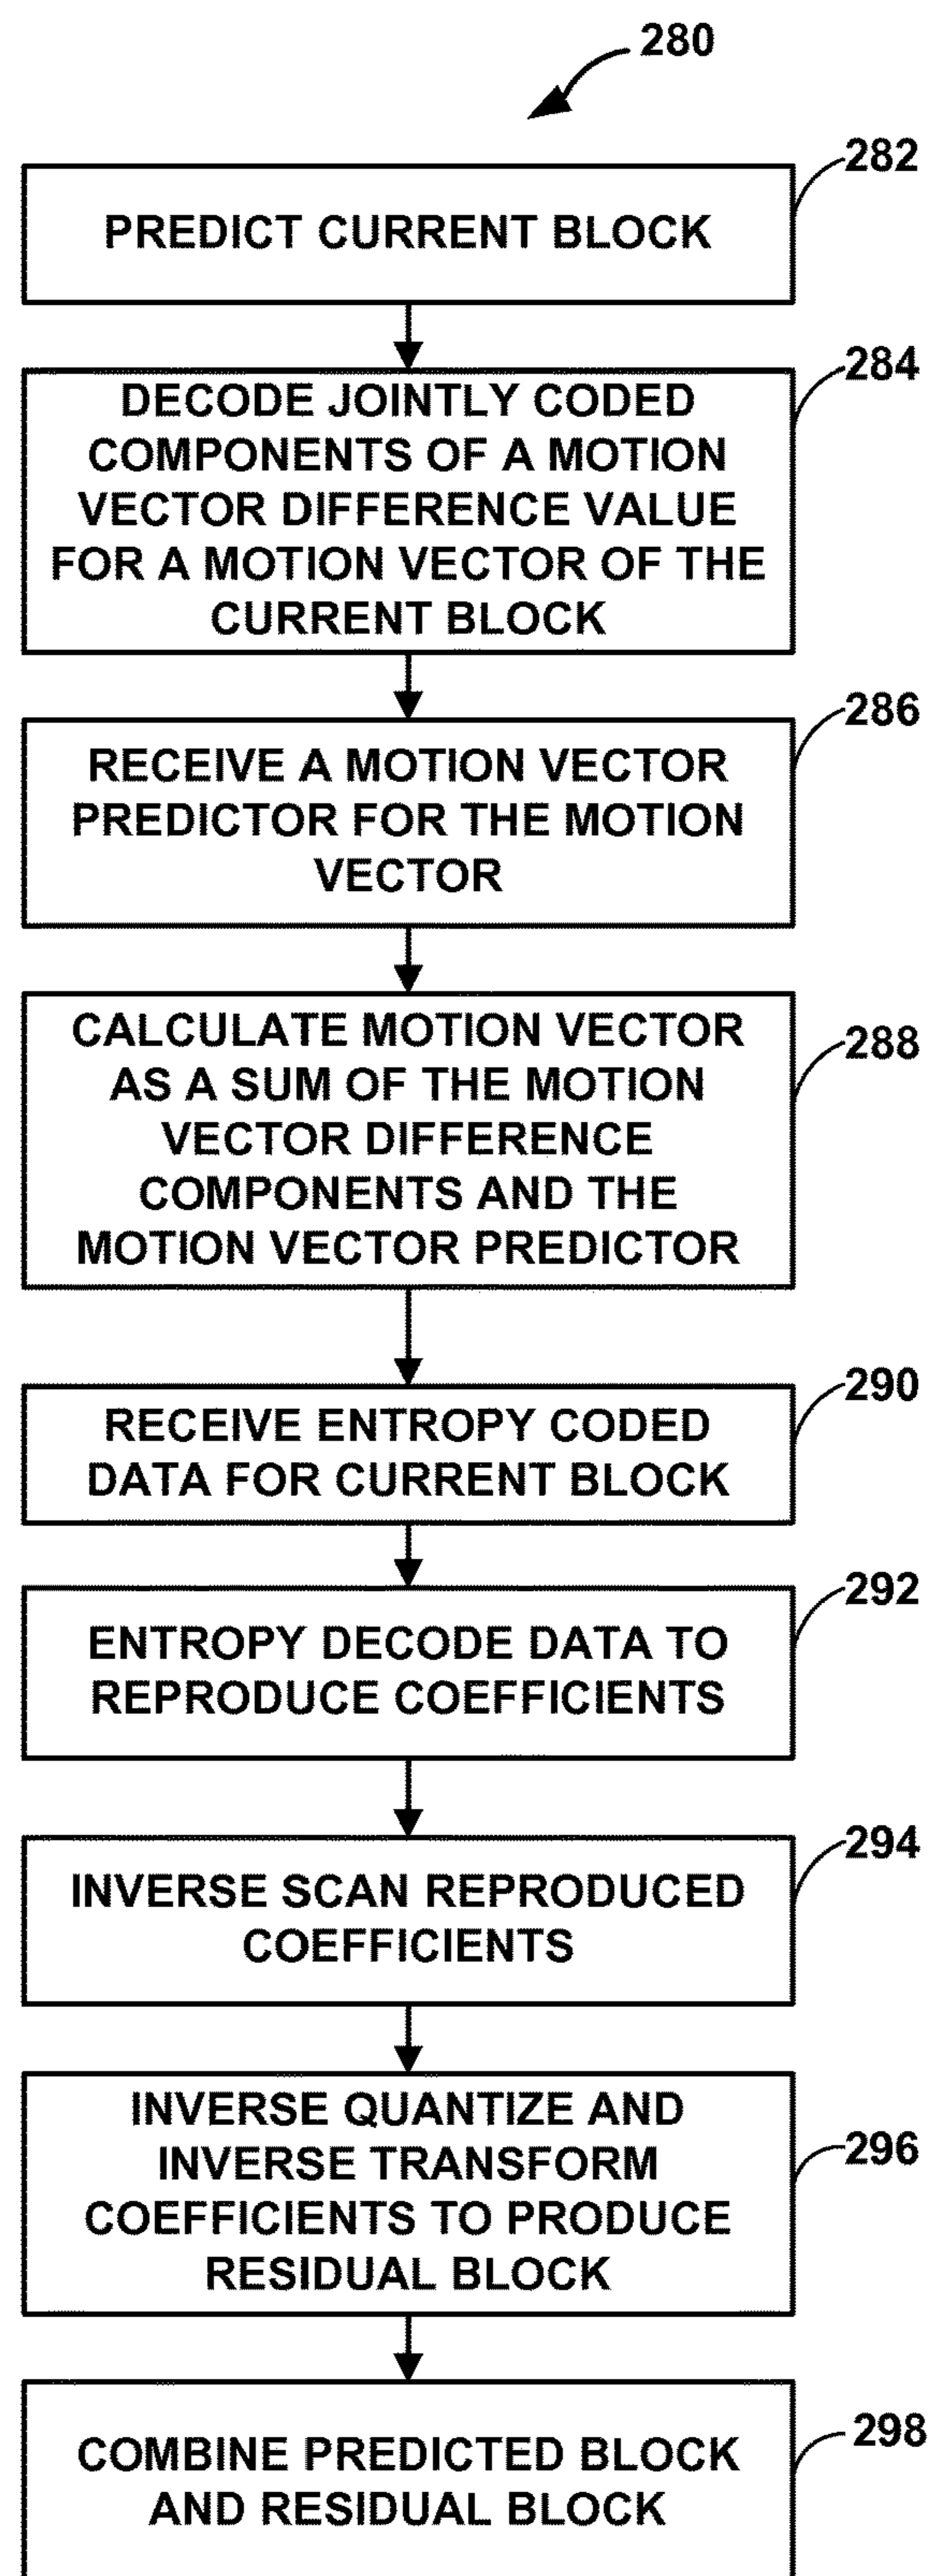 280
282
PREDICT CURRENT BLOCK
284
DECODE JOINTLY CODED
COMPONENTS OF A MOTION
VECTOR DIFFERENCE VALUE
FOR A MOTION VECTOR OF THE
CURRENT BLOCK
286
RECEIVE A MOTION VECTOR
PREDICTOR FOR THE MOTION
VECTOR
288
CALCULATE MOTION VECTOR
AS A SUM OF THE MOTION
VECTOR DIFFERENCE
COMPONENTS AND THE
MOTION VECTOR PREDICTOR
290
RECEIVE ENTROPY CODED
DATA FOR CURRENT BLOCK
292
ENTROPY DECODE DATA TO
REPRODUCE COEFFICIENTS
294
INVERSE SCAN REPRODUCED
COEFFICIENTS
296
INVERSE QUANTIZE AND
INVERSE TRANSFORM
COEFFICIENTS TO PRODUCE
RESIDUAL BLOCK
298
COMBINE PREDICTED BLOCK
AND RESIDUAL BLOCK